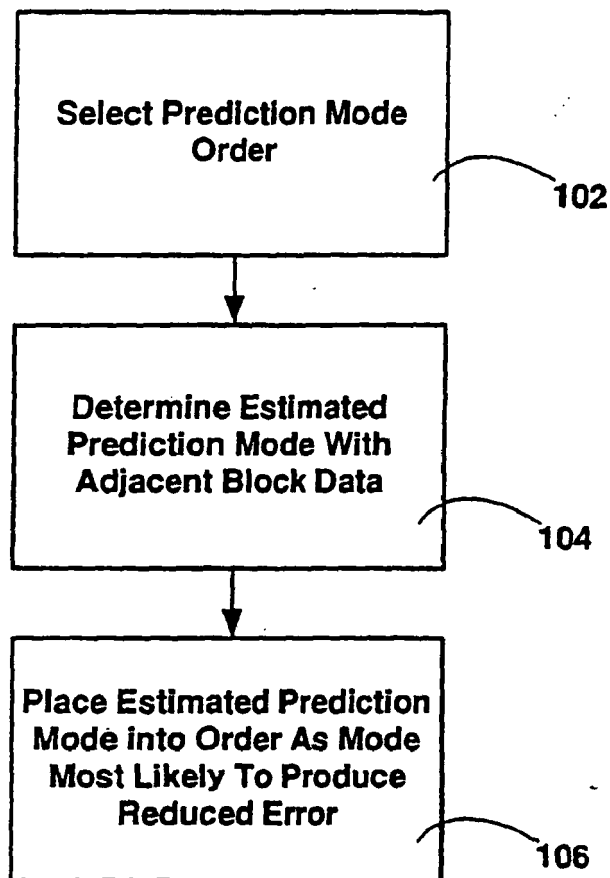 Select Prediction Mode
Order
102
Determine Estimated
Prediction Mode With
Adjacent Block Data
104
Place Estimated Prediction
Mode into Order As Mode
Most Likely To Produce
Reduced Error
106